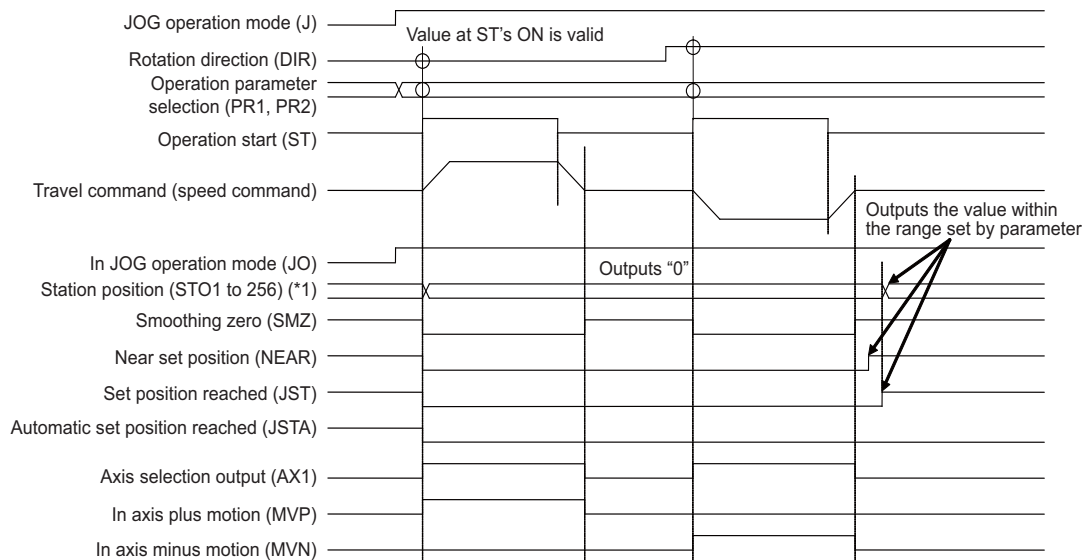 JOG operation mode (J)
Value at ST's ON is valid
Rotation direction (DIR)
Operation parameter
selection (PR1, PR2)
Operation start (ST)
Travel command (speed command)
Outputs the value within
the range set by parameter
In JOG operation mode (JO)
Outputs “0”
Station position (STO1 to 256) (*1)
Smoothing zero (SMZ)
Near set position (NEAR)
Set position reached (JST)
Automatic set position reached (JSTA)
Axis selection output (AX1)
In axis plus motion (MVP)
In axis minus motion (MVN)